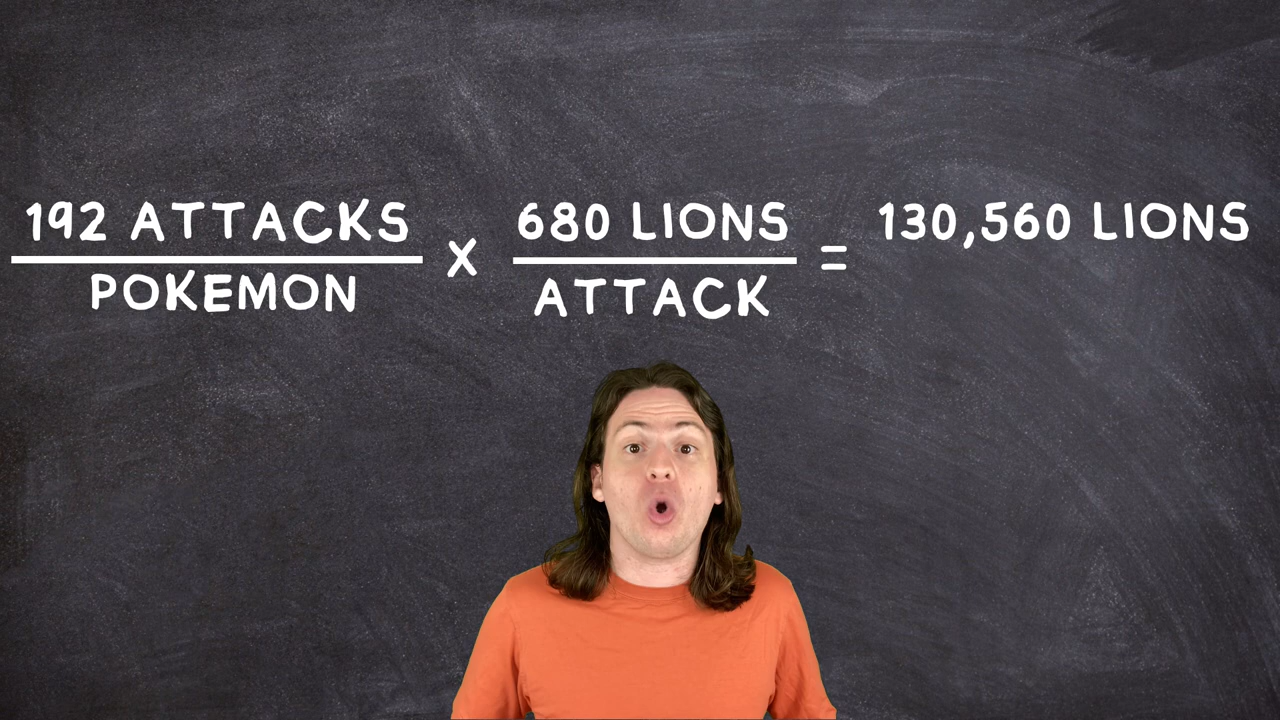 192 ATTACKS
POKEMON
X
680 LIONS
ATTACK
=
130,560 LIONS